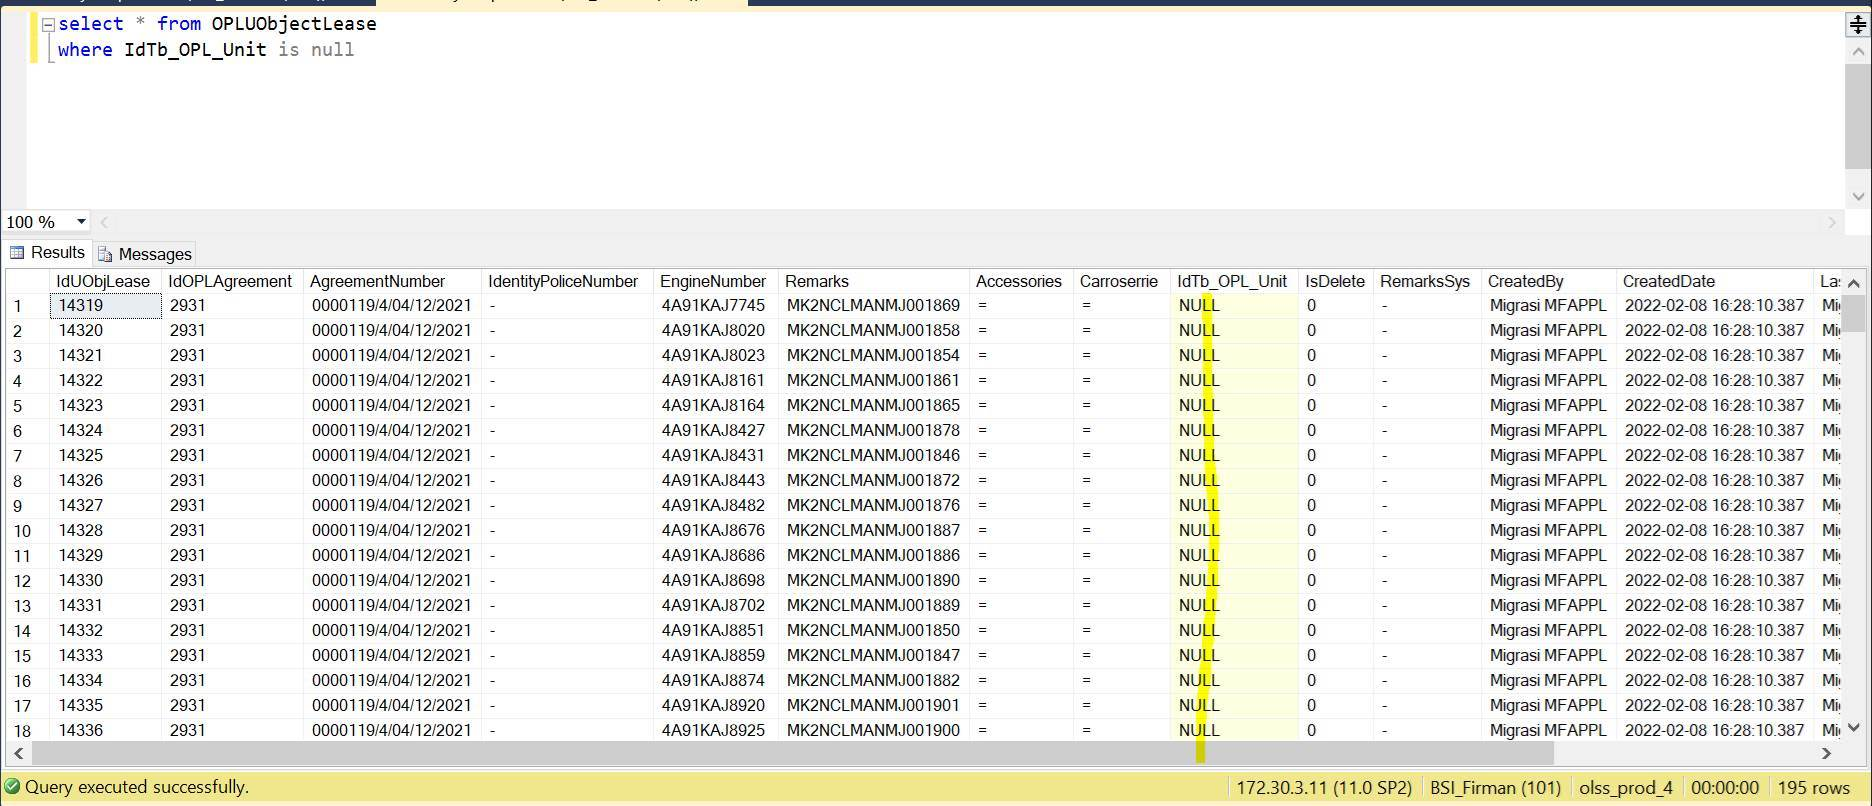 select * from OPLUObjectLease
where IdTb_OPL_Unit is null
100 %
Results Messages
IdUObjLease IdOPLAgreement AgreementNumber IdentityPoliceNumber EngineNumber Remarks Accessories Carroserrie IdTb_OPL_Unit IsDelete RemarksSys CreatedBy CreatedDate Las
1 14319 2931 0000119/4/04/12/2021 - 4A91KAJ7745 MK2NCLMANMJ001869 = = NULL 0 - Migrasi MFAPPL 2022-02-08 16:28:10.387 Mi
2 14320 2931 0000119/4/04/12/2021 - 4A91KAJ8020 MK2NCLMANMJ001858 = = NULL 0 - Migrasi MFAPPL 2022-02-08 16:28:10.387 Mi
3 14321 2931 0000119/4/04/12/2021 - 4A91KAJ8023 MK2NCLMANMJ001854 = = NULL 0 - Migrasi MFAPPL 2022-02-08 16:28:10.387 Mi
4 14322 2931 0000119/4/04/12/2021 - 4A91KAJ8161 MK2NCLMANMJ001861 = = NULL 0 - Migrasi MFAPPL 2022-02-08 16:28:10.387 Mi
5 14323 2931 0000119/4/04/12/2021 - 4A91KAJ8164 MK2NCLMANMJ001865 = = NULL 0 - Migrasi MFAPPL 2022-02-08 16:28:10.387 Mi
6 14324 2931 0000119/4/04/12/2021 - 4A91KAJ8427 MK2NCLMANMJ001878 = = NULL 0 - Migrasi MFAPPL 2022-02-08 16:28:10.387 Mi
7 14325 2931 0000119/4/04/12/2021 - 4A91KAJ8431 MK2NCLMANMJ001846 = = NULL 0 - Migrasi MFAPPL 2022-02-08 16:28:10.387 Mi
8 14326 2931 0000119/4/04/12/2021 - 4A91KAJ8443 MK2NCLMANMJ001872 = = NULL 0 - Migrasi MFAPPL 2022-02-08 16:28:10.387 Mi
9 14327 2931 0000119/4/04/12/2021 - 4A91KAJ8482 MK2NCLMANMJ001876 = = NULL 0 - Migrasi MFAPPL 2022-02-08 16:28:10.387 Mi
10 14328 2931 0000119/4/04/12/2021 - 4A91KAJ8676 MK2NCLMANMJ001887 = = NULL 0 - Migrasi MFAPPL 2022-02-08 16:28:10.387 Mi
11 14329 2931 0000119/4/04/12/2021 - 4A91KAJ8686 MK2NCLMANMJ001886 = = NULL 0 - Migrasi MFAPPL 2022-02-08 16:28:10.387 Mi
12 14330 2931 0000119/4/04/12/2021 - 4A91KAJ8698 MK2NCLMANMJ001890 = = NULL 0 - Migrasi MFAPPL 2022-02-08 16:28:10.387 Mi
13 14331 2931 0000119/4/04/12/2021 - 4A91KAJ8702 MK2NCLMANMJ001889 = = NULL 0 - Migrasi MFAPPL 2022-02-08 16:28:10.387 Mi
14 14332 2931 0000119/4/04/12/2021 - 4A91KAJ8851 MK2NCLMANMJ001850 = = NULL 0 - Migrasi MFAPPL 2022-02-08 16:28:10.387 Mi
15 14333 2931 0000119/4/04/12/2021 - 4A91KAJ8859 MK2NCLMANMJ001847 = = NULL 0 - Migrasi MFAPPL 2022-02-08 16:28:10.387 Mi
16 14334 2931 0000119/4/04/12/2021 - 4A91KAJ8874 MK2NCLMANMJ001882 = = NULL 0 - Migrasi MFAPPL 2022-02-08 16:28:10.387 Mi
17 14335 2931 0000119/4/04/12/2021 - 4A91KAJ8920 MK2NCLMANMJ001901 = = NULL 0 - Migrasi MFAPPL 2022-02-08 16:28:10.387 Mi
18 14336 2931 0000119/4/04/12/2021 - 4A91KAJ8925 MK2NCLMANMJ001900 = = NULL 0 - Migrasi MFAPPL 2022-02-08 16:28:10.387 Mi
Query executed successfully. 172.30.3.11 (11.0 SP2) BSI_Firman (101) olss_prod_4 00:00:00 195 rows